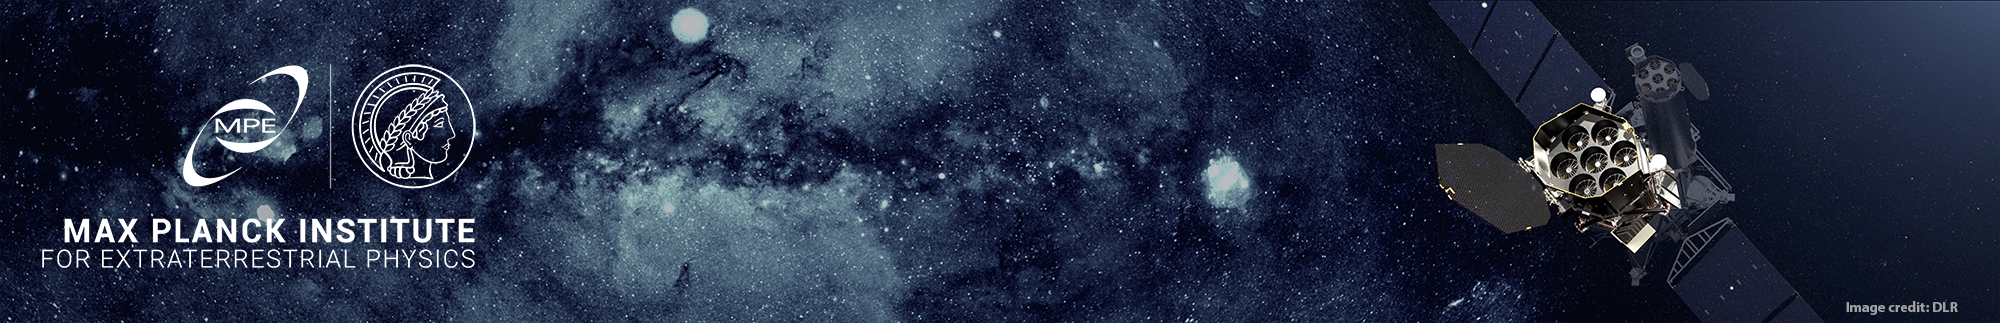 MPE
MAX PLANCK INSTITUTE
FOR EXTRATERRESTRIAL PHYSICS
Image credit: DLR